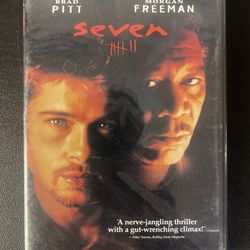 BRAD MORGAN
PITT FREEMAN
seven
"A nerve-jangling thriller
with a gut-wrenching climax!"